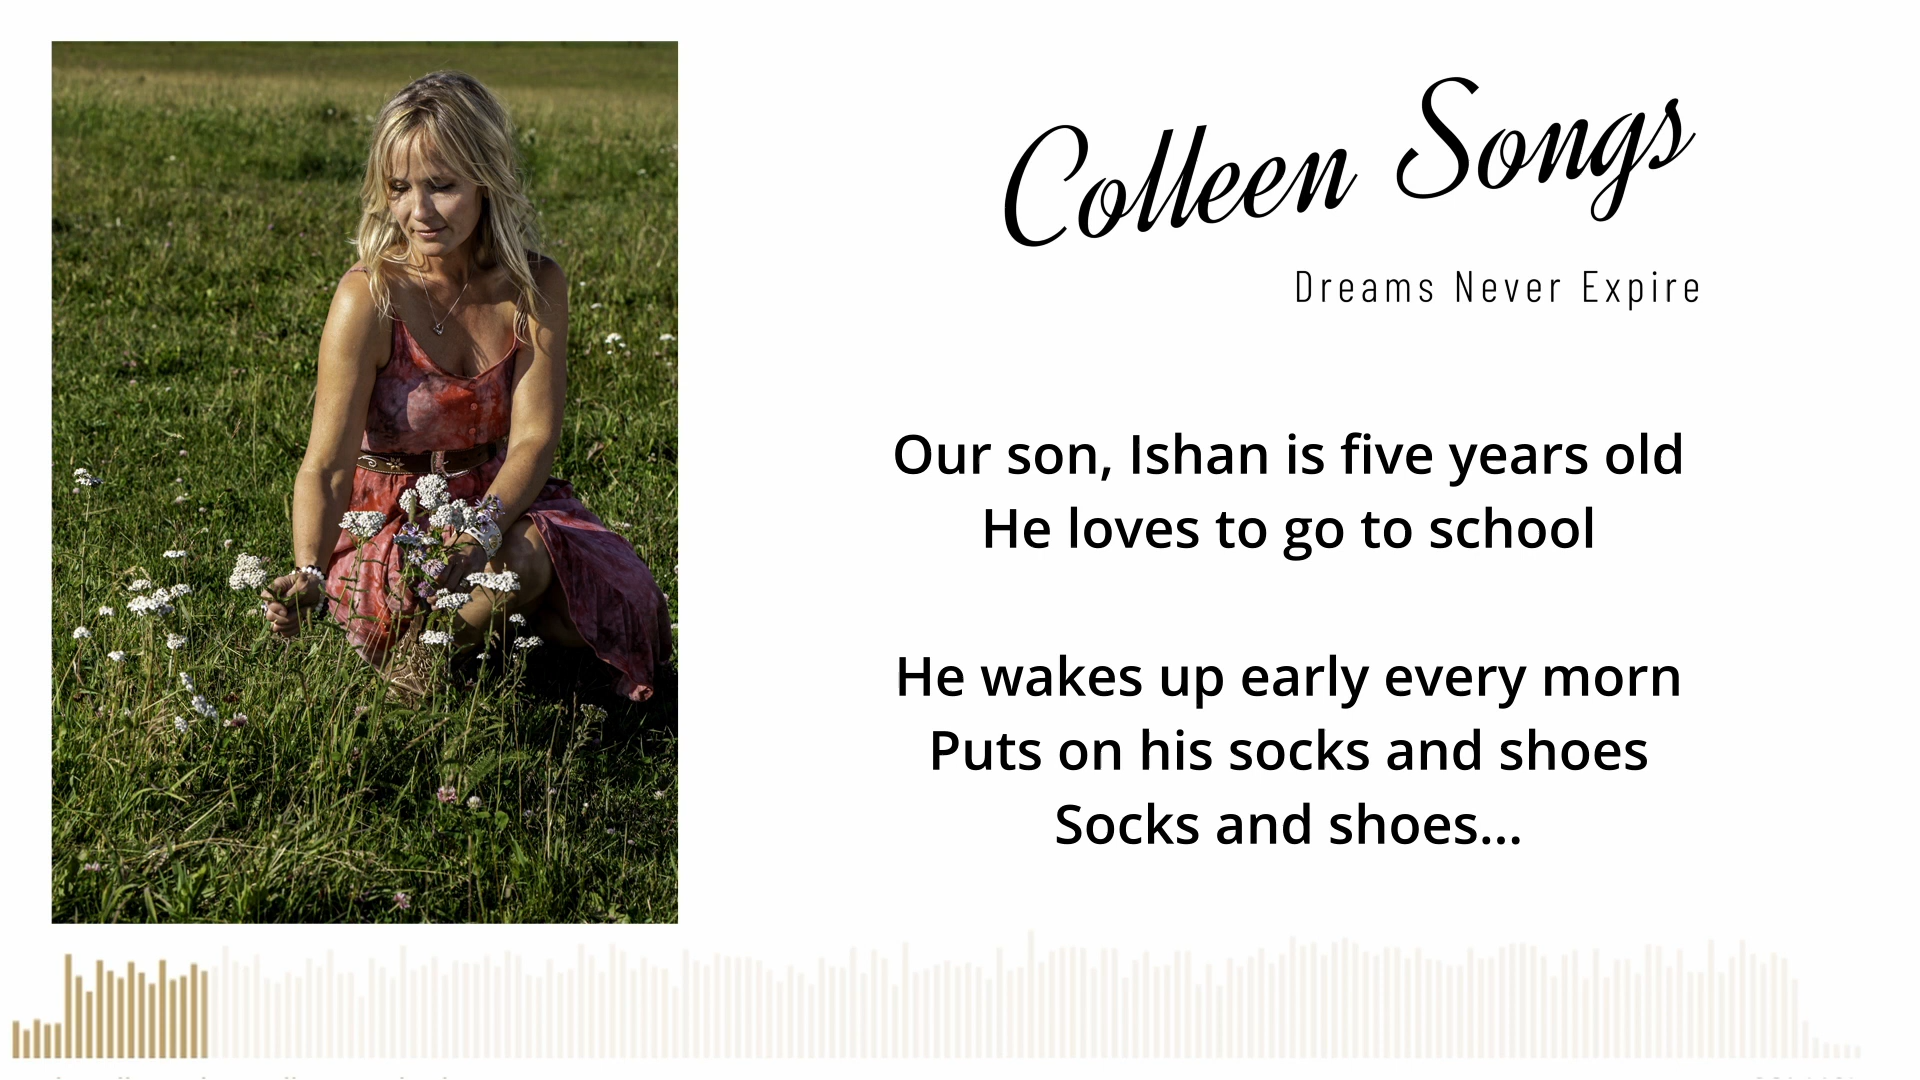 Colleen Songs
Dreams Never Expire
Our son, Ishan is five years old
He loves to go to school
He wakes up early every morn
Puts on his socks and shoes
Socks and shoes...